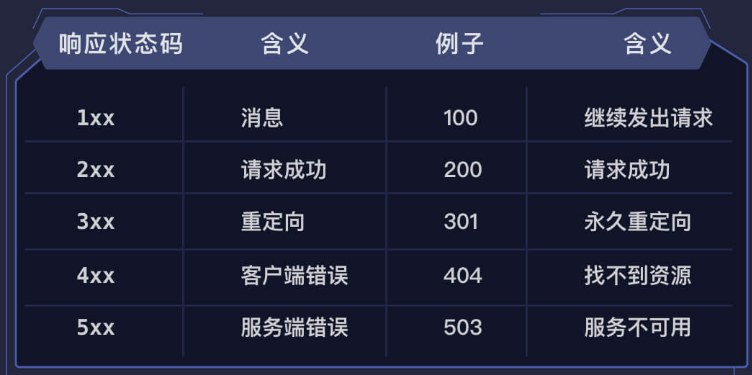 响应状态码 含义 例子 含义
1xx 消息 100 继续发出请求
2xx 请求成功 200 请求成功
3xx 重定向 301 永久重定向
4xx 客户端错误 404 找不到资源
5xx 服务端错误 503 服务不可用